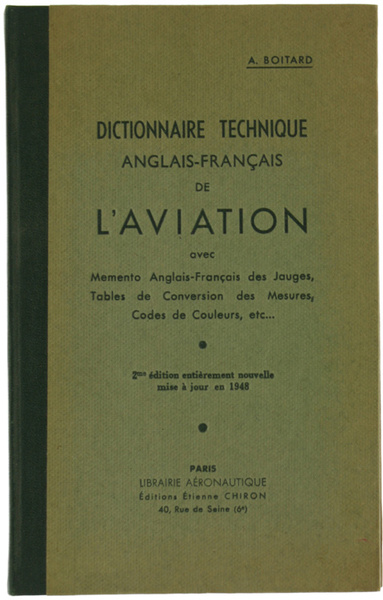 A. BOITARD
DICTIONNAIRE TECHNIQUE
ANGLAIS-FRANÇAIS
DE
L'AVIATION
avec
Memento Anglais-Français des Jauges,
Tables de Conversion des Mesures,
Codes de Couleurs, etc...
2me édition entièrement nouvelle
mise à jour en 1948
PARIS
LIBRAIRIE AÉRONAUTIQUE
Éditions Étienne CHIRON
40, Rue de Seine (6e)